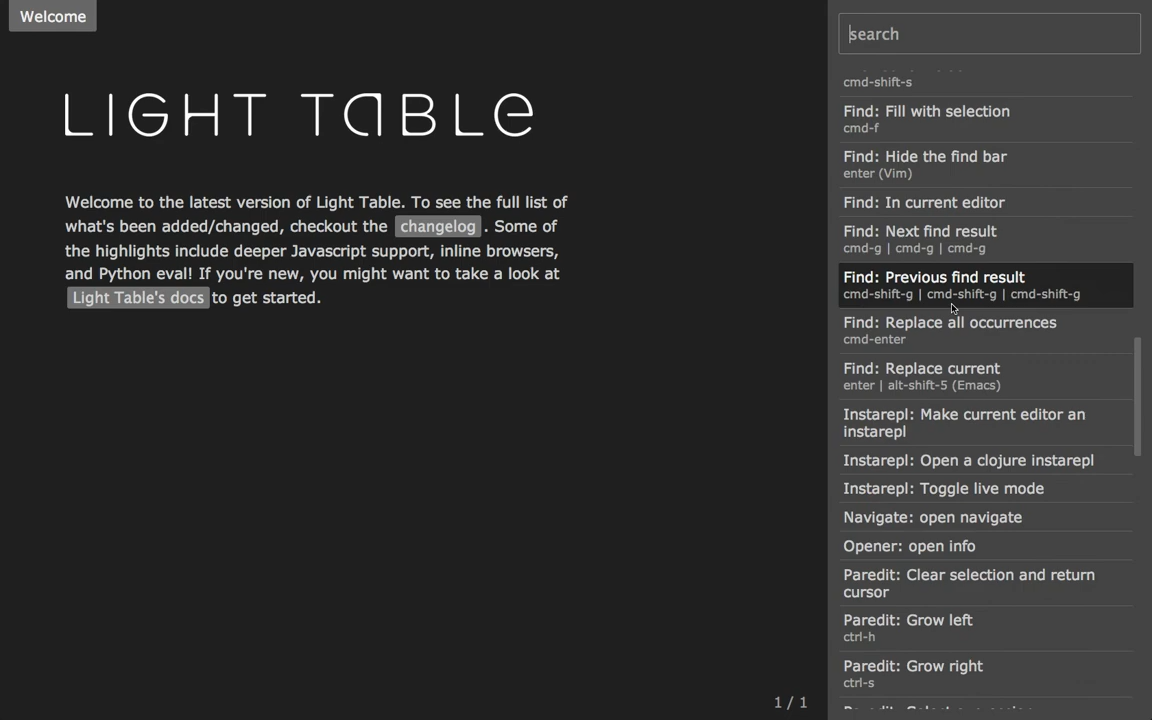 Welcome
LIGHT TABLE
Welcome to the latest version of Light Table. To see the full list of
what's been added/changed, checkout the changelog . Some of
the highlights include deeper Javascript support, inline browsers,
and Python eval! If you're new, you might want to take a look at
Light Table's docs to get started.
1 / 1
search
cmd-shift-s
Find: Fill with selection
cmd-f
Find: Hide the find bar
enter (Vim)
Find: In current editor
Find: Next find result
cmd-g | cmd-g | cmd-g
Find: Previous find result
cmd-shift-g | cmd-shift-g | cmd-shift-g
Find: Replace all occurrences
cmd-enter
Find: Replace current
enter | alt-shift-5 (Emacs)
Instarepl: Make current editor an
instarepl
Instarepl: Open a clojure instarepl
Instarepl: Toggle live mode
Navigate: open navigate
Opener: open info
Paredit: Clear selection and return
cursor
Paredit: Grow left
ctrl-h
Paredit: Grow right
ctrl-s